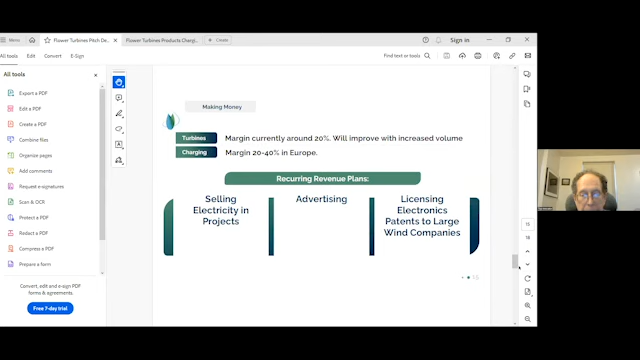 Menu
Flower Turbines Pitch De...
Flower Turbines Products Chargi...
Create
Sign in
All tools
Edit
Convert
E-Sign
Find text or tools
All tools
Export a PDF
Edit a PDF
Create a PDF
Combine files
Organize pages
Add comments
Request e-signatures
Scan & OCR
Protect a PDF
Redact a PDF
Compress a PDF
Prepare a form
Convert, edit and e-sign PDF
forms & agreements.
Free 7-day trial
Making Money
Turbines
Margin currently around 20%. Will improve with increased volume
Charging
Margin 20-40% in Europe.
Recurring Revenue Plans:
Selling
Electricity in
Projects
Advertising
Licensing
Electronics
Patents to Large
Wind Companies
15
18